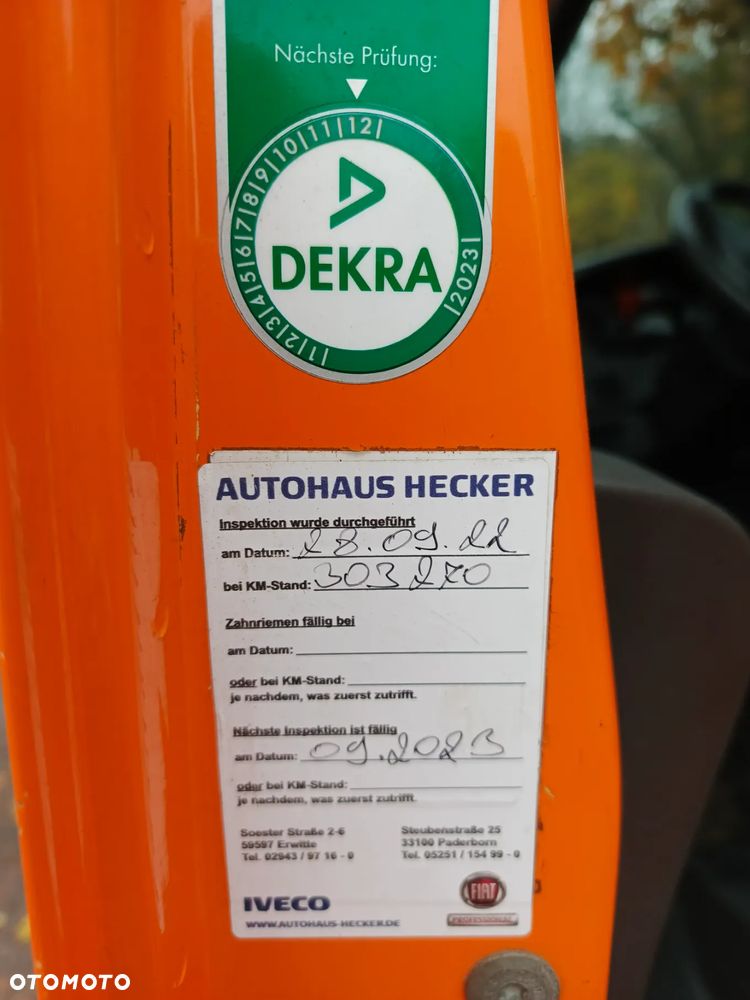 Nächste Prüfung:
|1|2|3|4|5|6|7|8|9|10|11|12|
|2023|
DEKRA
AUTOHAUS HECKER
Inspektion wurde durchgeführt
am Datum: 28.09.22
bei KM-Stand: 303270
Zahnriemen fällig bei
am Datum:
oder bei KM-Stand:
je nachdem, was zuerst zutrifft.
Nächste Inspektion ist fällig
am Datum: 09.2023
oder bei KM-Stand:
je nachdem, was zuerst zutrifft.
Soester Straße 2-6
59597 Erwitte
Tel. 02943 / 97 16 - 0
Steubenstraße 25
33100 Paderborn
Tel. 05251 / 154 99 - 0
IVECO
WWW.AUTOHAUS-HECKER.DE
FIAT
PROFESSIONAL
OTOMOTO